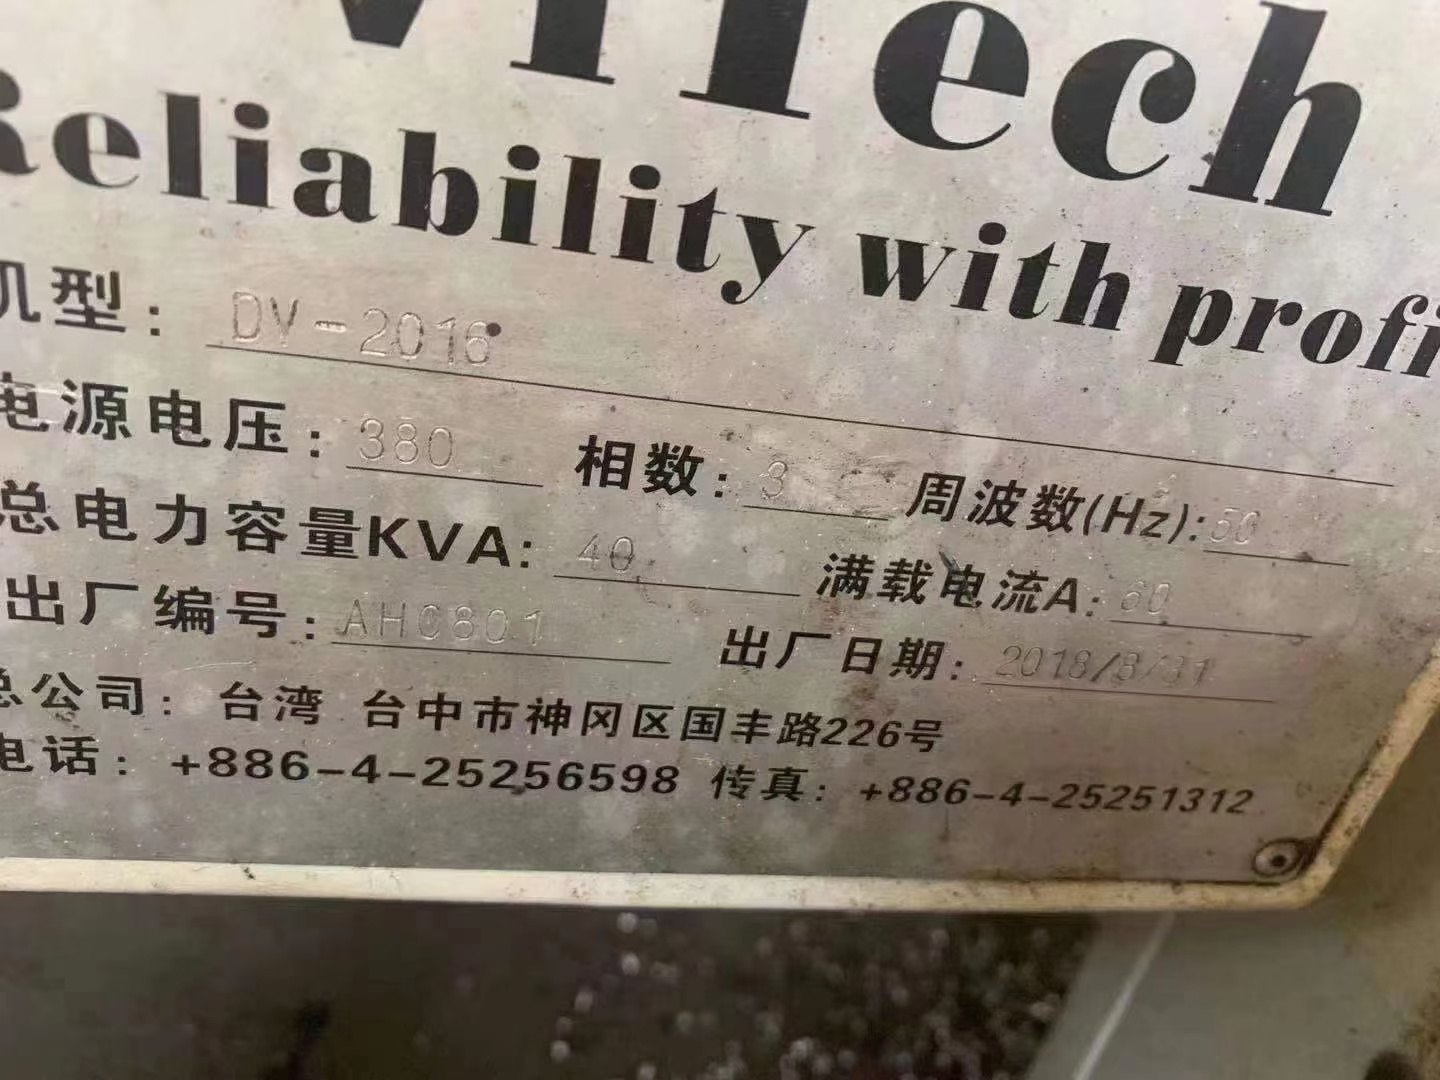 VTech
Reliability with profi
机型: DV-2016
电源电压: 380 相数: 3 周波数(Hz): 50
总电力容量KVA: 40 满载电流A: 60
出厂编号: AHC801 出厂日期: 2018/8/31
总公司: 台湾 台中市神冈区国丰路226号
电话: +886-4-25256598 传真: +886-4-25251312